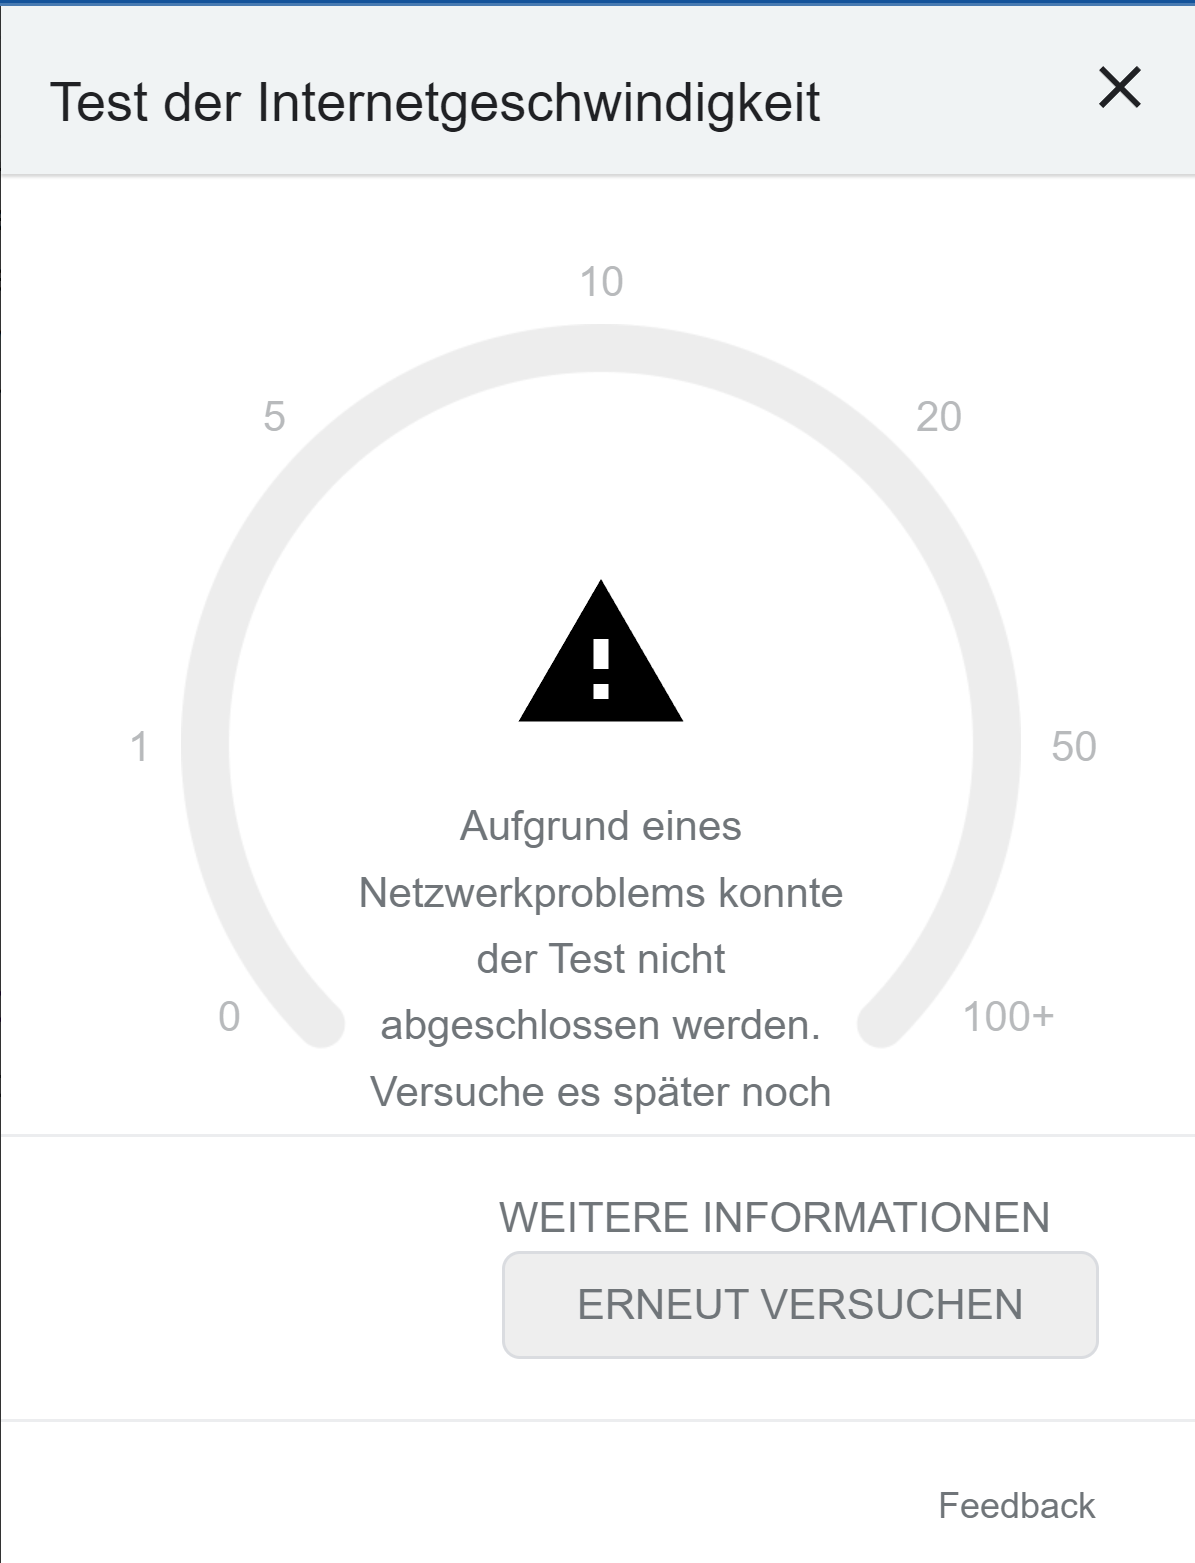 Test der Internetgeschwindigkeit
10
5
20
1
50
Aufgrund eines
Netzwerkproblems konnte
der Test nicht
0
abgeschlossen werden.
100+
Versuche es später noch
WEITERE INFORMATIONEN
ERNEUT VERSUCHEN
Feedback